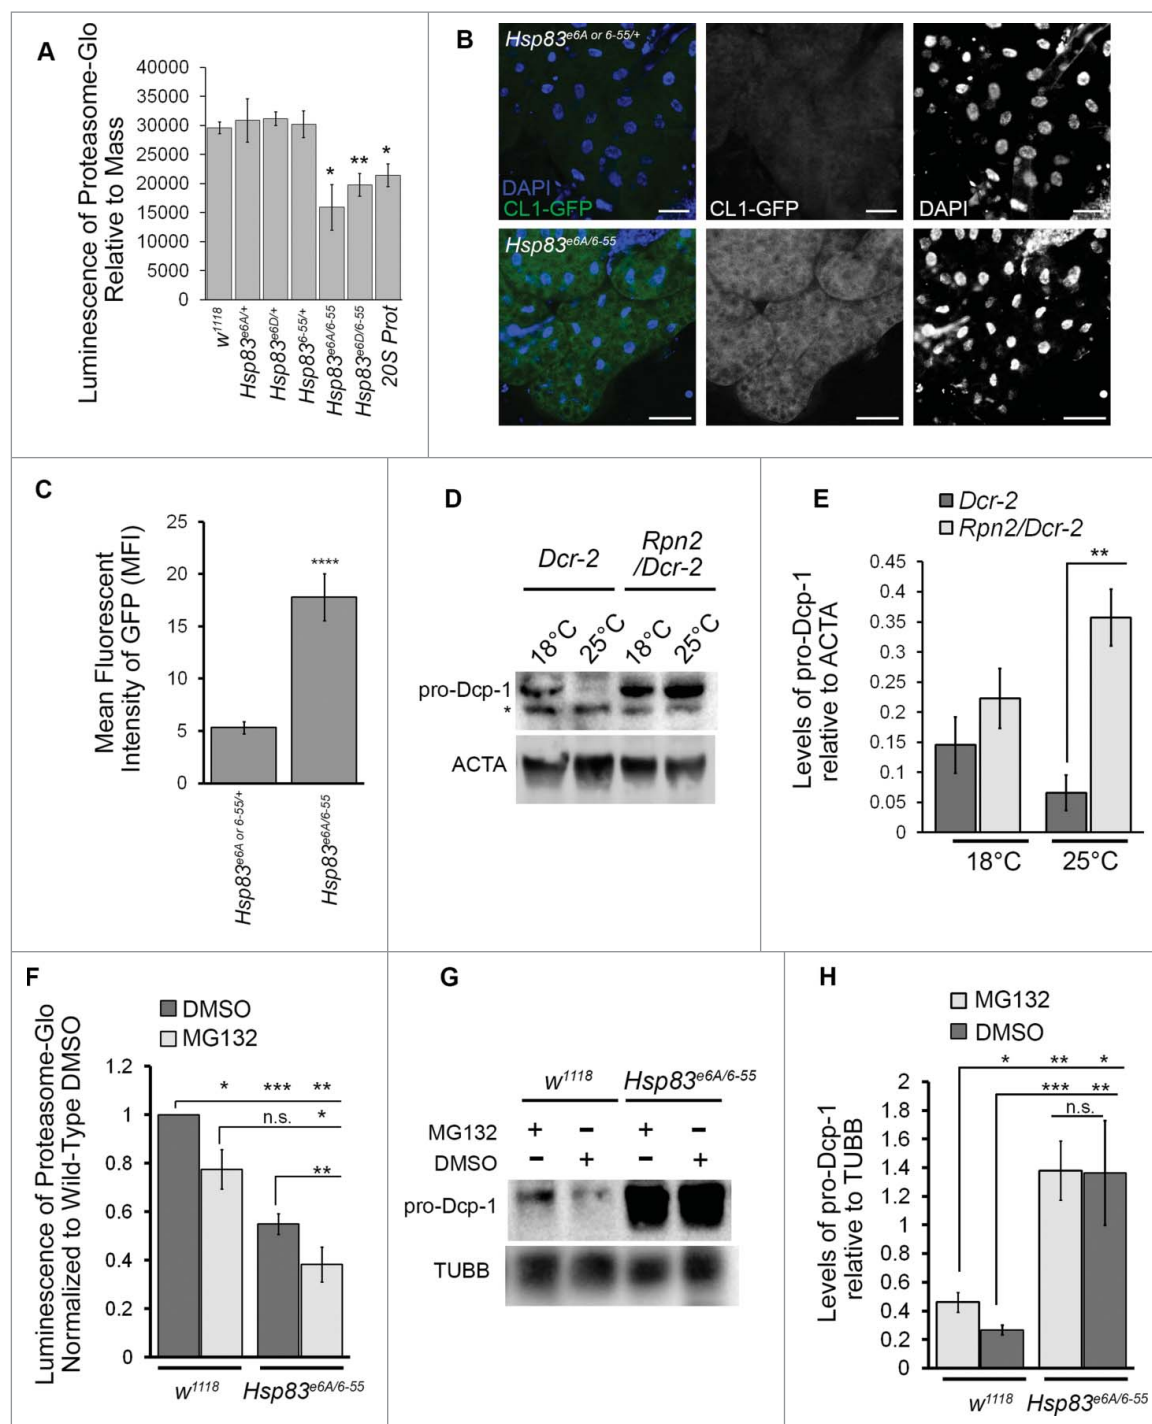 A
Luminescence of Proteasome-Glo
Relative to Mass
40000
35000
30000
25000
20000
15000
10000
5000
0
* ** *
w1118
Hsp83e6A/+
Hsp83e6D/+
Hsp836-55/+
Hsp83e6A/6-55
Hsp83e6D/6-55
20S Prot
B
Hsp83e6A or 6-55/+
DAPI
CL1-GFP
CL1-GFP
DAPI
Hsp83e6A/6-55
C
Mean Fluorescent
Intensity of GFP (MFI)
25
20
15
10
5
0
****
Hsp83e6A or 6-55/+
Hsp83e6A/6-55
D
Dcr-2
Rpn2
/Dcr-2
18°C 25°C 18°C 25°C
pro-Dcp-1
*
ACTA
E
Dcr-2
Rpn2/Dcr-2
Levels of pro-Dcp-1
relative to ACTA
0.45
0.4
0.35
0.3
0.25
0.2
0.15
0.1
0.05
0
**
18°C 25°C
F
DMSO
MG132
Luminescence of Proteasome-Glo
Normalized to Wild-Type DMSO
1.2
1
0.8
0.6
0.4
0.2
0
* *** **
n.s. *
**
w1118 Hsp83e6A/6-55
G
w1118 Hsp83e6A/6-55
MG132 + – + –
DMSO – + – +
pro-Dcp-1
TUBB
H
MG132
DMSO
Levels of pro-Dcp-1
relative to TUBB
2
1.8
1.6
1.4
1.2
1
0.8
0.6
0.4
0.2
0
* ** *
*** **
n.s.
w1118 Hsp83e6A/6-55